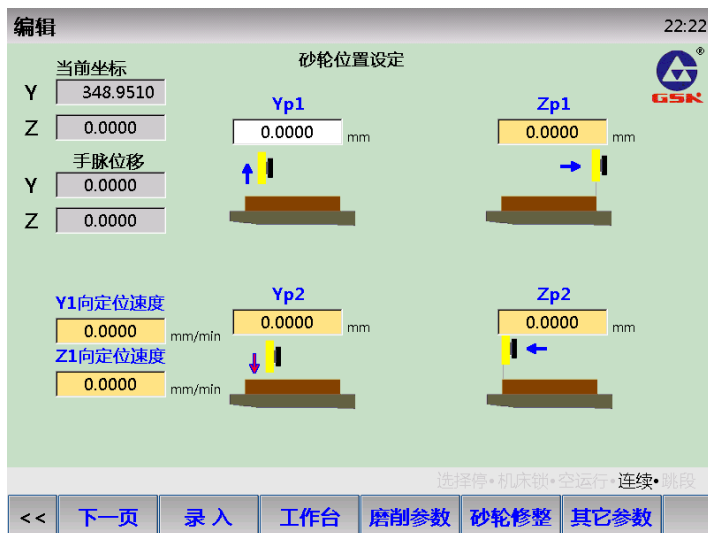 编辑
22:22
砂轮位置设定
当前坐标
Y 348.9510
Z 0.0000
手脉位移
Y 0.0000
Z 0.0000
Yp1
0.0000 mm
Zp1
0.0000 mm
GSK®
Y1向定位速度
0.0000 mm/min
Z1向定位速度
0.0000 mm/min
Yp2
0.0000 mm
Zp2
0.0000 mm
选择停•机床锁•空运行•连续•跳段
<< 下一页 录入 工作台 磨削参数 砂轮修整 其它参数